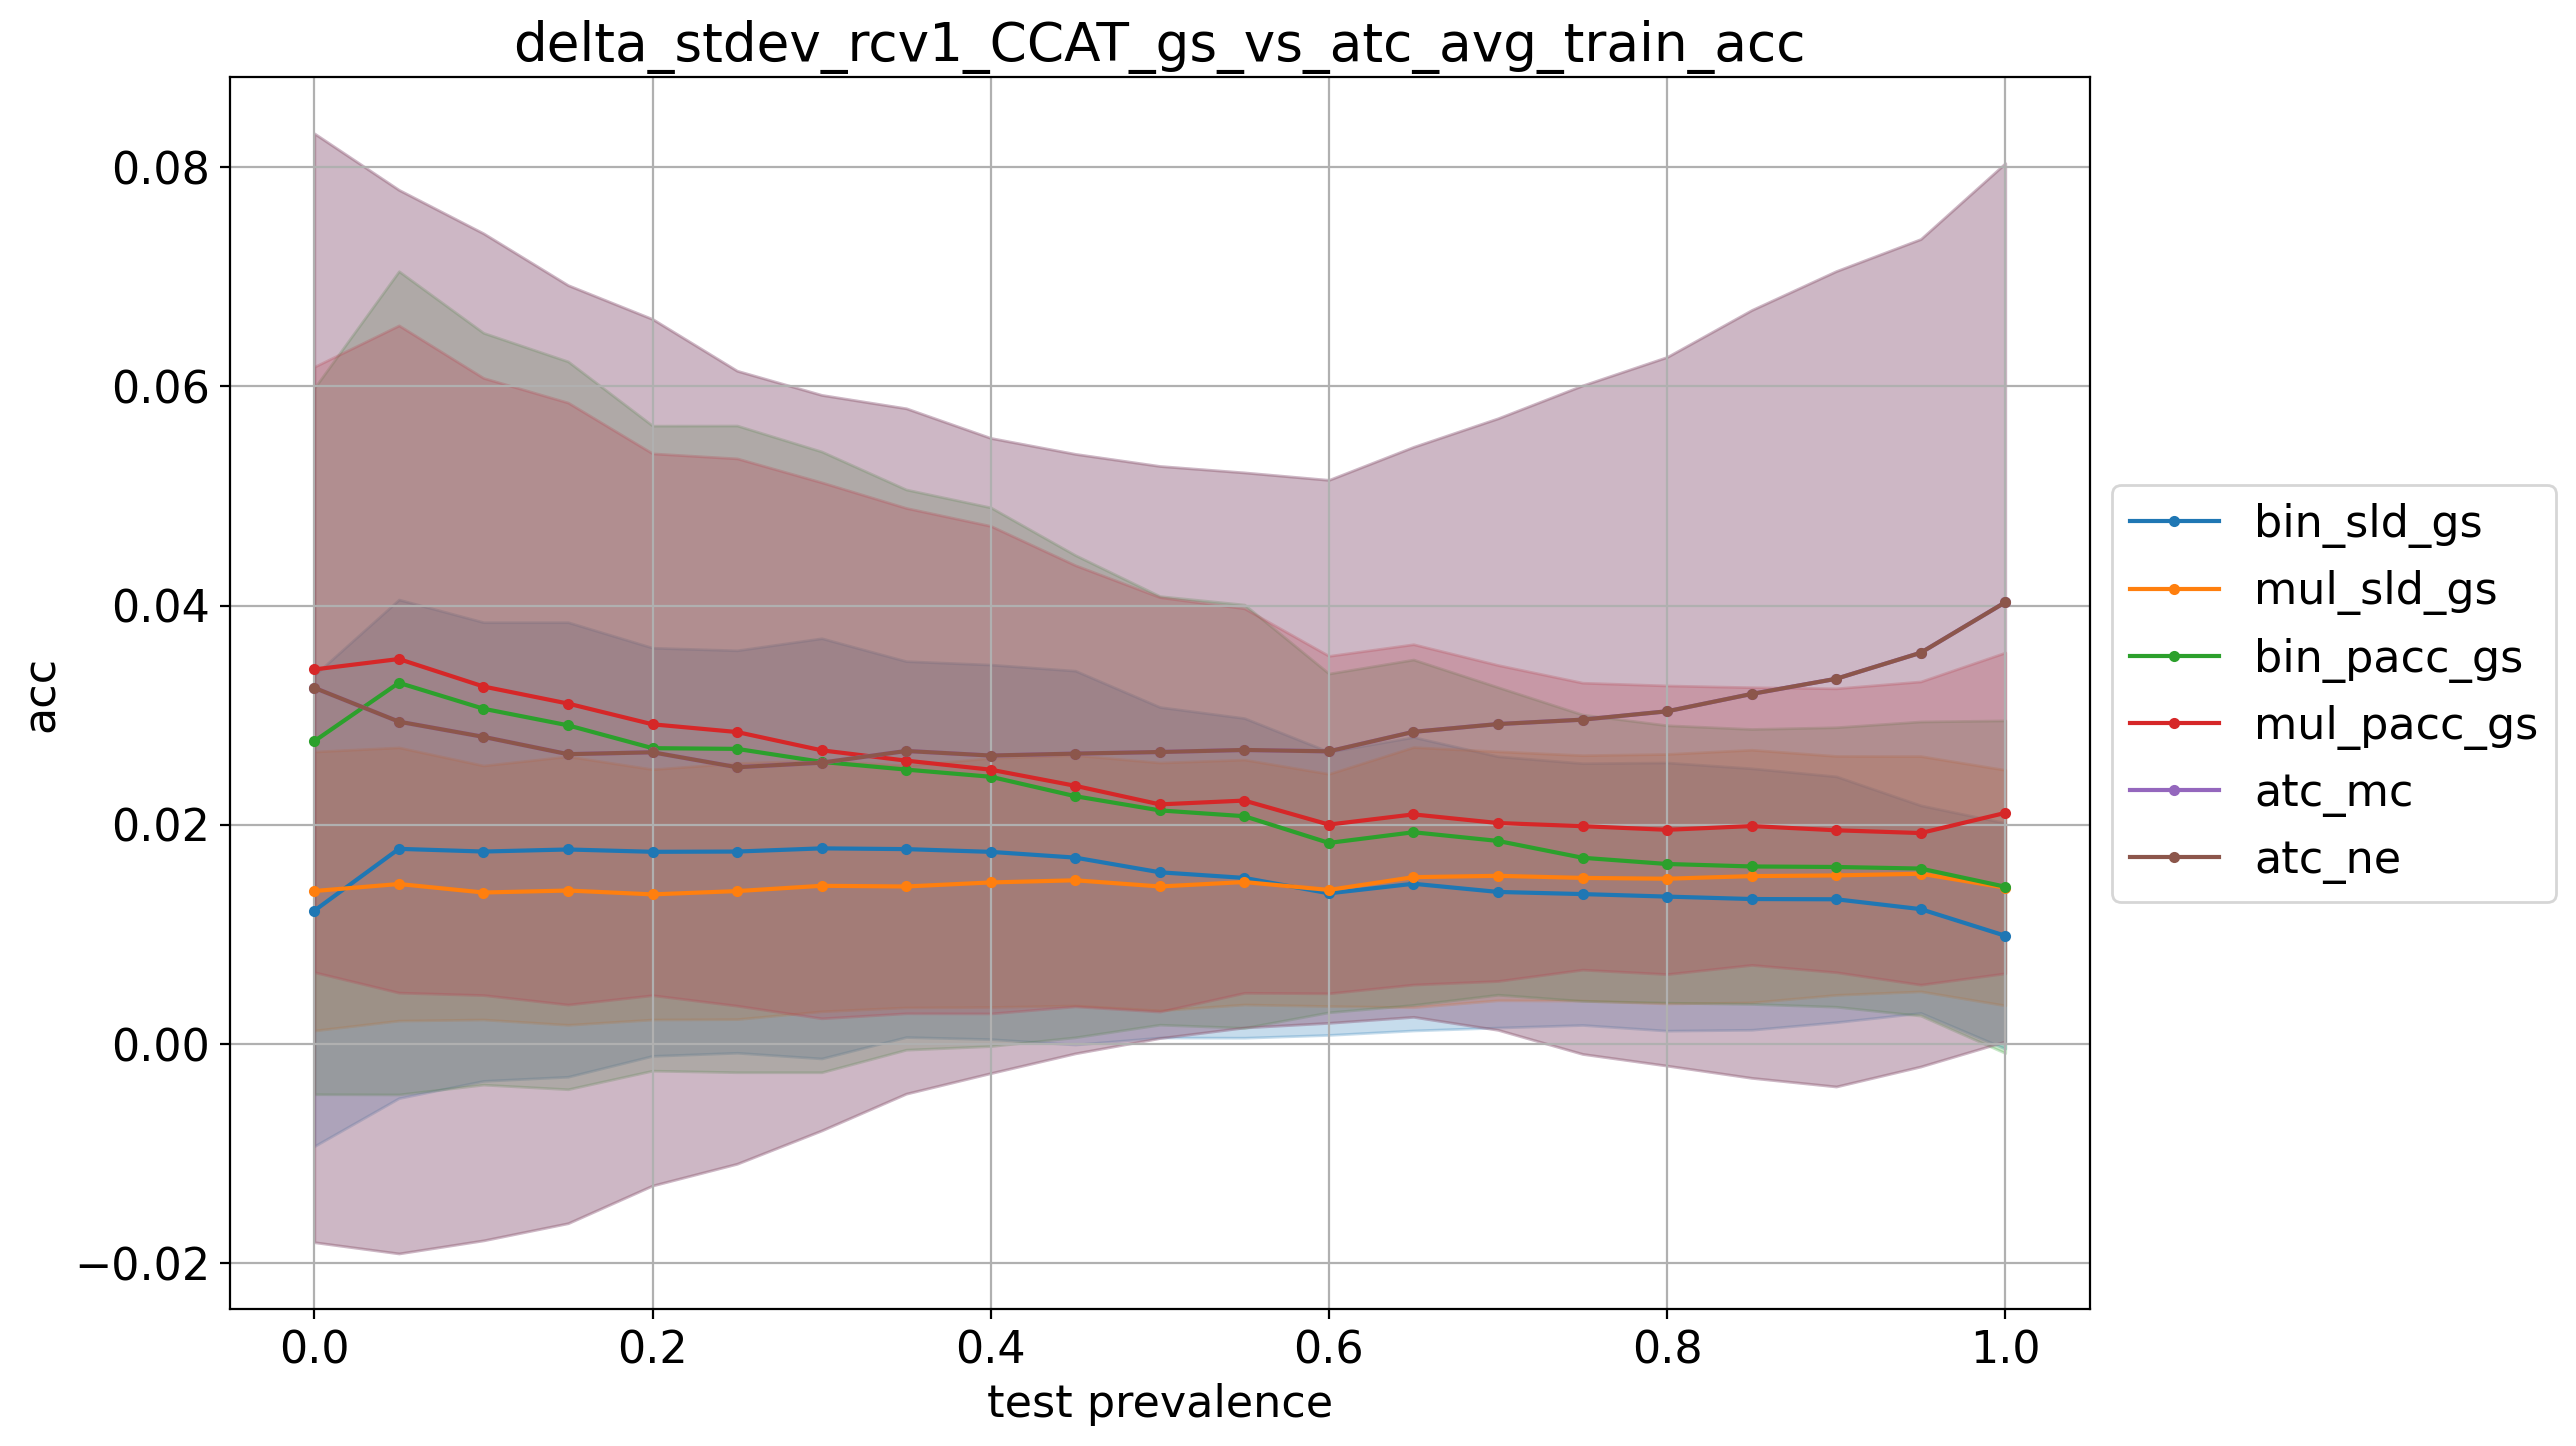 delta_stdev_rcv1_CCAT_gs_vs_atc_avg_train_acc
0.08
0.06
0.04
0.02
0.00
−0.02
acc
0.0 0.2 0.4 0.6 0.8 1.0
test prevalence
bin_sld_gs
mul_sld_gs
bin_pacc_gs
mul_pacc_gs
atc_mc
atc_ne